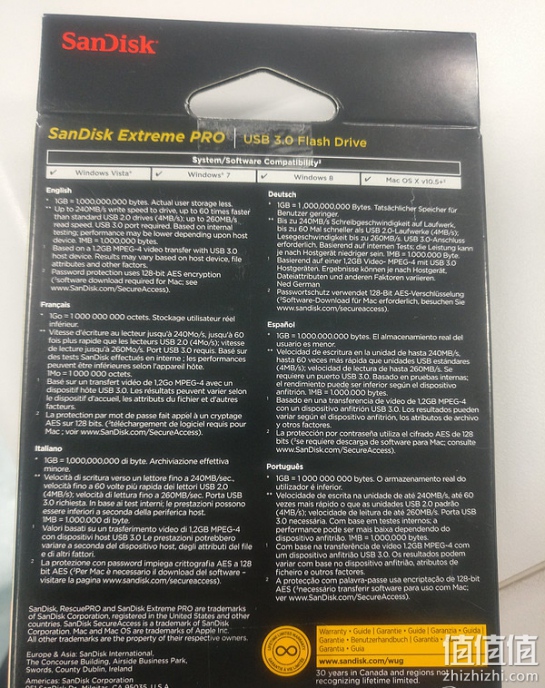 SanDisk
SanDisk Extreme PRO | USB 3.0 Flash Drive
System/Software Compatibility³
✓ Windows Vista® ✓ Windows® 7 ✓ Windows 8 ✓ Mac OS X v10.5+³
English
* 1GB = 1,000,000,000 bytes. Actual user storage less.
** Up to 240MB/s write speed to drive, up to 60 times faster
than standard USB 2.0 drives (4MB/s); up to 260MB/s
read speed. USB 3.0 port required. Based on internal
testing; performance may be lower depending upon host
device. 1MB = 1,000,000 bytes.
¹ Based on a 1.2GB MPEG-4 video transfer with USB 3.0
host device. Results may vary based on host device, file
attributes and other factors.
² Password protection uses 128-bit AES encryption
(³software download required for Mac; see
www.SanDisk.com/SecureAccess).
Français
* 1Go = 1 000 000 000 octets. Stockage utilisateur réel
inférieur.
** Vitesse d'écriture au lecteur jusqu'à 240Mo/s, jusqu'à 60
fois plus rapide que les lecteurs USB 2.0 (4Mo/s); vitesse
de lecture jusqu'à 260Mo/s. Port USB 3.0 requis. Basé sur
des tests SanDisk effectués en interne ; les performances
peuvent être inférieures selon l'appareil hôte.
1Mo = 1 000 000 octets.
¹ Basé sur un transfert vidéo de 1,2Go MPEG-4 avec un
dispositif hôte USB 3.0. Les résultats peuvent varier selon
le dispositif d'accueil, les attributs du fichier et d'autres
facteurs.
² La protection par mot de passe fait appel à un cryptage
AES sur 128 bits. (³téléchargement de logiciel requis pour
Mac ; voir www.SanDisk.com/SecureAccess).
Italiano
* 1GB = 1,000,000,000 di byte. Archiviazione effettiva
minore.
** Velocità di scritura verso un lettore fino a 240MB/sec.,
velocità fino a 60 volte più rapida dei lettori USB 2.0
(4MB/s); velocità di lettura fino a 260MB/sec. Porta USB
3.0 richiesta. In base ai test interni; le prestazioni possono
essere inferiori a seconda della periferica host.
1MB = 1.000.000 di byte.
¹ Valori basati su un trasferimento video di 1,2GB MPEG-4
con dispositivi host USB 3.0 Le prestazioni potrebbero
variare a seconda del dispositivo host, degli attributi del file
e di altri fattori.
² La protezione con password impiega crittografia AES a 128
bit AES (³Per Mac è necessario il download del software -
visitare la pagina www.sandisk.com/secureaccess).
Deutsch
* 1GB = 1.000.000.000 bytes. Tatsächlicher Speicher für
Benutzer geringer.
** Bis zu 240MB/s Schreibgeschwindigkeit auf Laufwerk,
bis zu 60 mal schneller als USB 2.0-Laufwerke (4MB/s);
Lesegeschwindigkeit bis zu 260MB/s. USB 3.0-Anschluss
erforderlich. Basierend auf internen Tests; die Leistung kann
je nach Hostgerät niedriger sein. 1MB = 1.000.000 Byte.
¹ Basierend auf einer 1,2GB Video- MPEG-4 mit USB 3.0
Hostgeräten. Ergebnisse können je nach Hostgerät,
Dateiattributen und anderen Faktoren variieren.
Ned German
² Passwortschutz verwendet 128-bit AES-Verschlüsselung
(³Software-Download für Mac erforderlich, besuchen Sie
www.SanDisk.com/SecureAccess).
Español
* 1GB = 1.000.000.000 bytes. El almacenamiento real del
usuario es menor.
** Velocidad de escritura en la unidad de hasta 240MB/s,
hasta 60 veces más rápida que unidades USB estándares
(4MB/s); velocidad de lectura de hasta 260MB/s. Se
requiere un puerto USB 3.0. Basado en pruebas internas;
el rendimiento puede ser inferior según el dispositivo
anfitrión. 1MB = 1.000.000 bytes.
¹ Basado en una transferencia de video de 1,2GB MPEG-4
con un anfitrión dispositivo USB 3.0. Los resultados pueden
variar según el dispositivo anfitrión, los atributos de archivo
y otros factores.
² La protección por contraseña utiliza el cifrado AES de 128
bits (³se requiere descarga de software para Mac; consulte
www.SanDisk.com/SecureAccess).
Português
* 1GB = 1 000 000 000 bytes. O armazenamento real do
utilizador é inferior.
** Velocidade de escrita na unidade de até 240MB/s, até 60
vezes mais rápido o que as unidades USB 2.0 padrão
(4MB/s); velocidade de leitura de até 260MB/s. Porta USB
3.0 necessária. Com base em testes internos; a
performance pode ser mais baixa dependendo do
dispositivo anfitrião. 1MB = 1,000,000 bytes.
¹ Com base na transferência de vídeo 1,2GB MPEG-4 com
um dispositivo anfitrião USB 3.0. Os resultados podem
variar com base no dispositivo anfitrião, atributos de
ficheiro e outros factores.
² A protecção com palavra-passe usa encriptação de 128-bit
AES (³necessário transferir software para uso com Mac;
ver www.SanDisk.com/SecureAccess).
SanDisk, RescuePRO and SanDisk Extreme PRO are trademarks
of SanDisk Corporation, registered in the United States and other
countries. SanDisk SecureAccess is a trademark of SanDisk
Corporation. Mac and Mac OS are trademarks of Apple Inc.
All other trademarks are the property of their respective owners.
Europe & Asia: SanDisk International,
The Concourse Building, Airside Business Park,
Swords, County Dublin, Ireland
Americas: SanDisk Corporation
Warranty • Guide | Garantie • Guide | Garantía • Guía
Garantie • Benutzerhandbuch | Garanzia •
Garantia • Guia
www.sandisk.com/wug
30 years in Canada and regions not
recognizing lifetime limited.
值值值
zhizhizhi.com